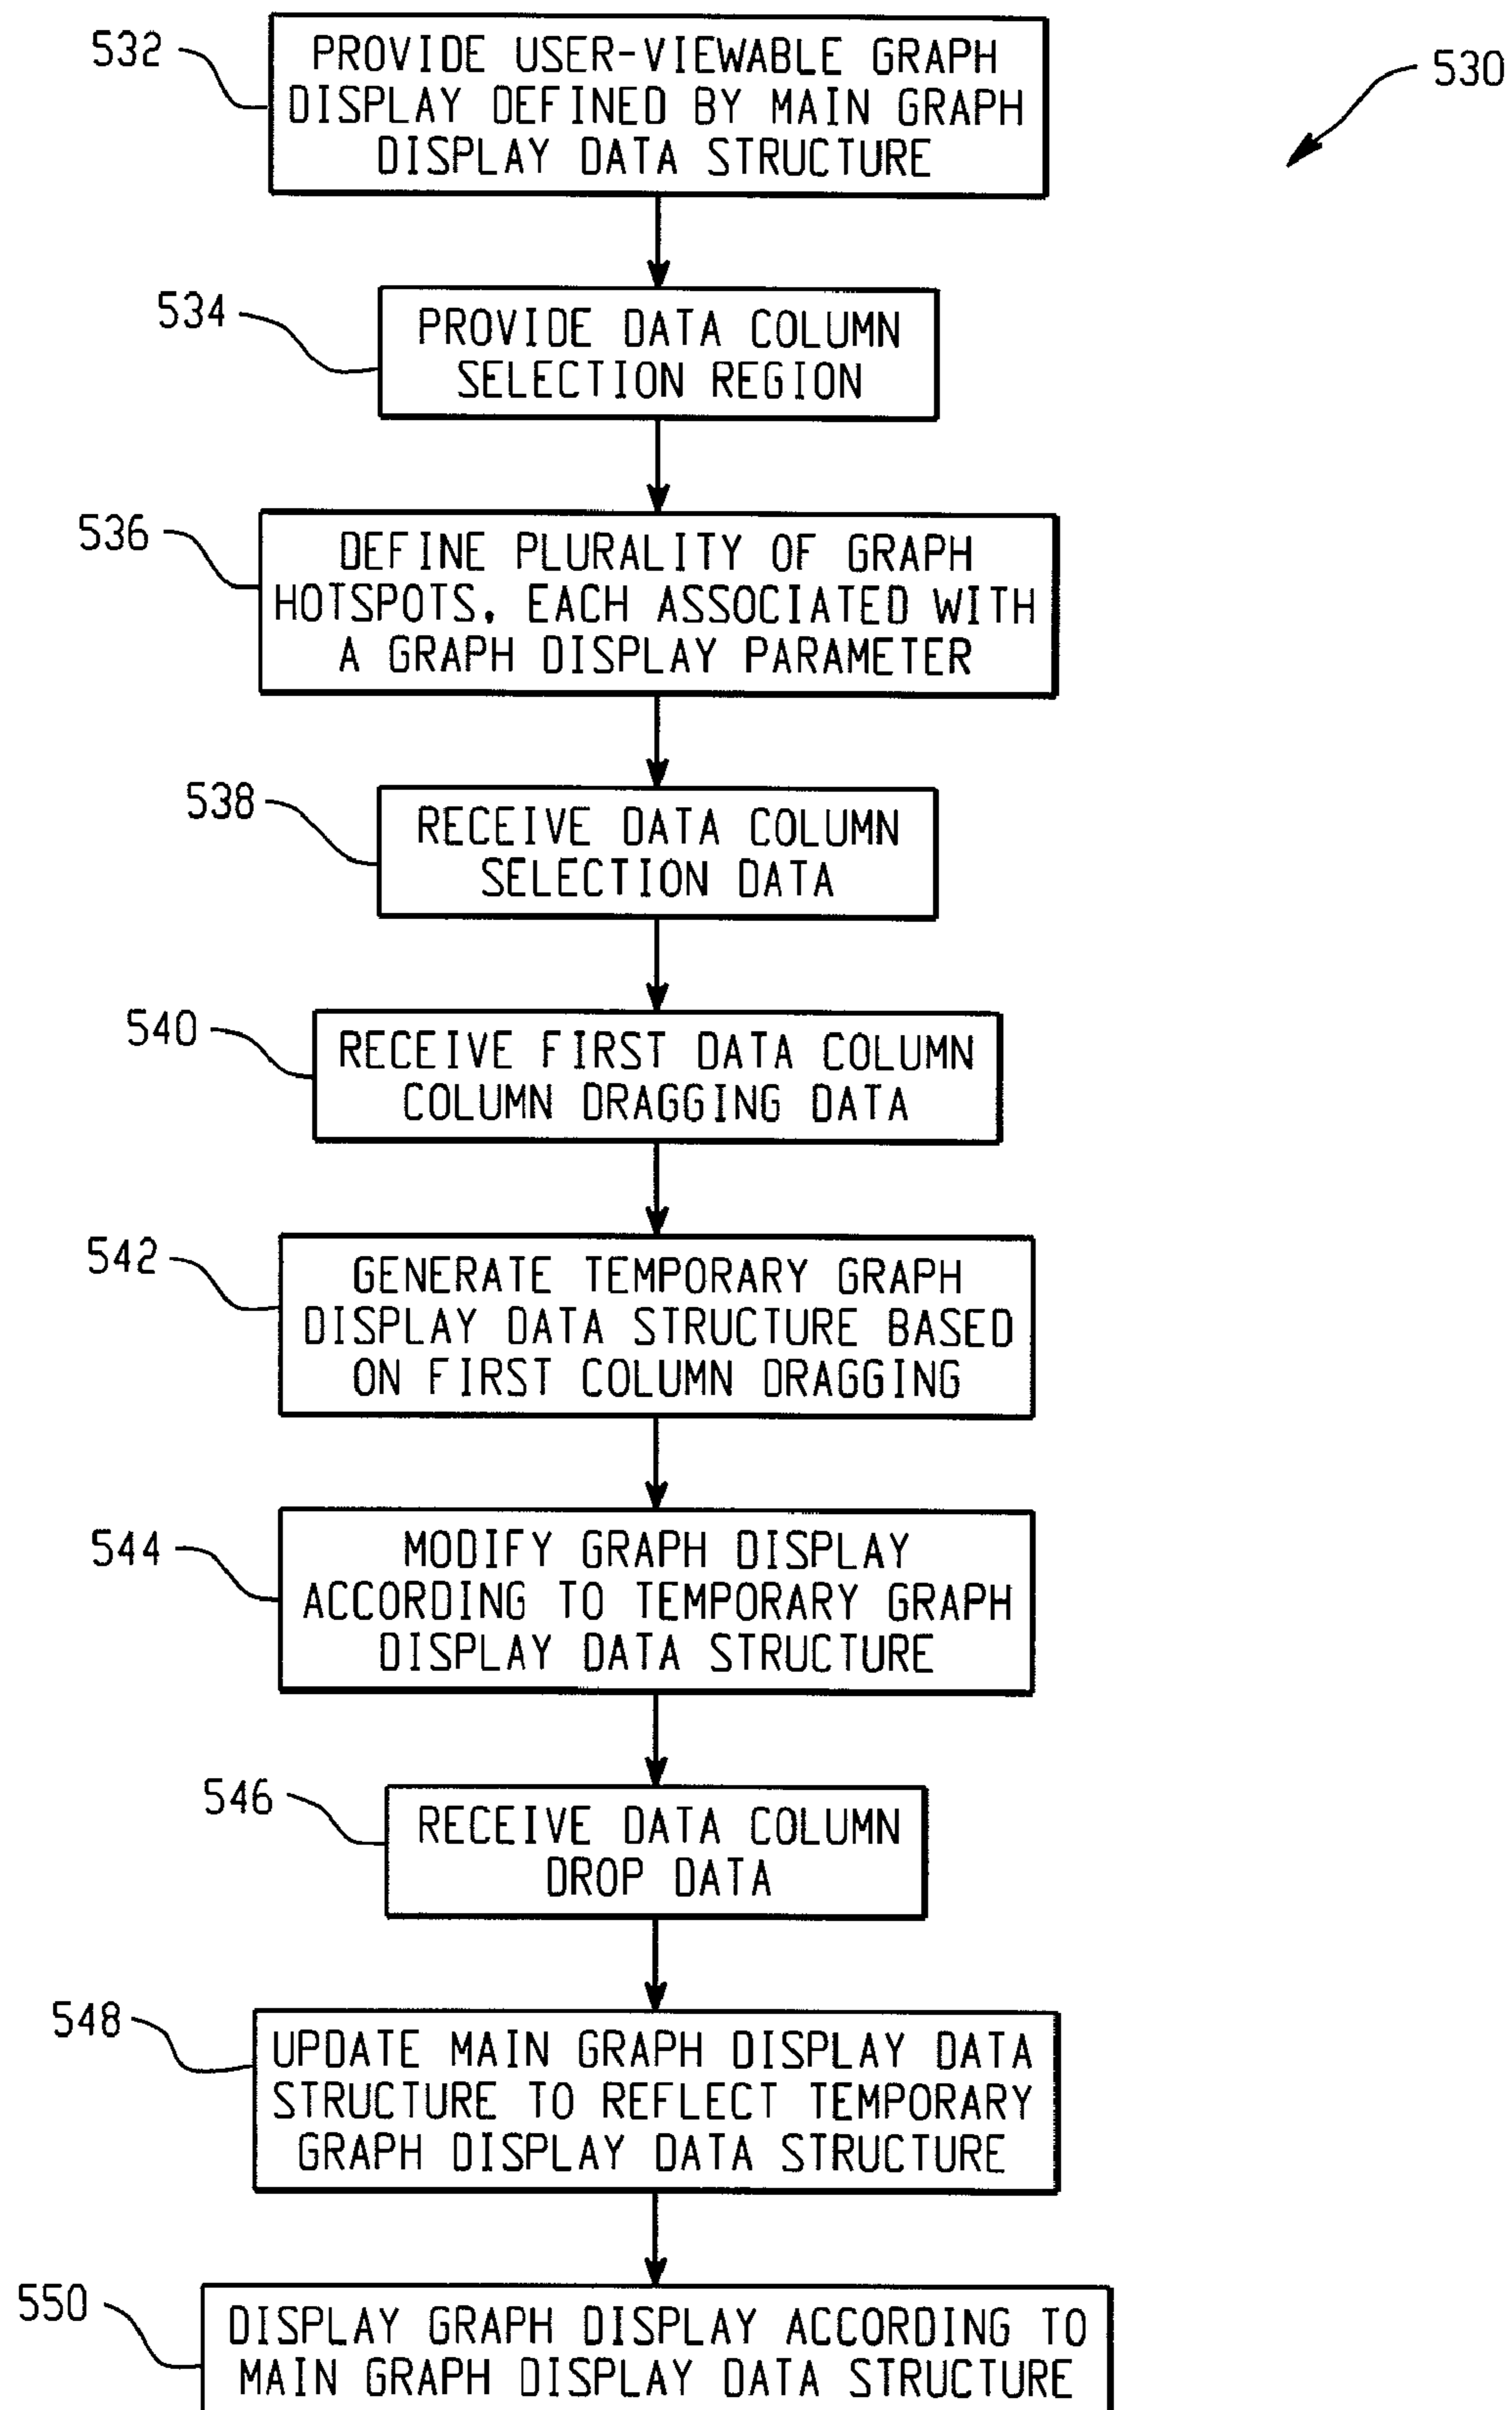 532
PROVIDE USER-VIEWABLE GRAPH
DISPLAY DEFINED BY MAIN GRAPH
DISPLAY DATA STRUCTURE
530
534
PROVIDE DATA COLUMN
SELECTION REGION
536
DEFINE PLURALITY OF GRAPH
HOTSPOTS, EACH ASSOCIATED WITH
A GRAPH DISPLAY PARAMETER
538
RECEIVE DATA COLUMN
SELECTION DATA
540
RECEIVE FIRST DATA COLUMN
COLUMN DRAGGING DATA
542
GENERATE TEMPORARY GRAPH
DISPLAY DATA STRUCTURE BASED
ON FIRST COLUMN DRAGGING
544
MODIFY GRAPH DISPLAY
ACCORDING TO TEMPORARY GRAPH
DISPLAY DATA STRUCTURE
546
RECEIVE DATA COLUMN
DROP DATA
548
UPDATE MAIN GRAPH DISPLAY DATA
STRUCTURE TO REFLECT TEMPORARY
GRAPH DISPLAY DATA STRUCTURE
550
DISPLAY GRAPH DISPLAY ACCORDING TO
MAIN GRAPH DISPLAY DATA STRUCTURE